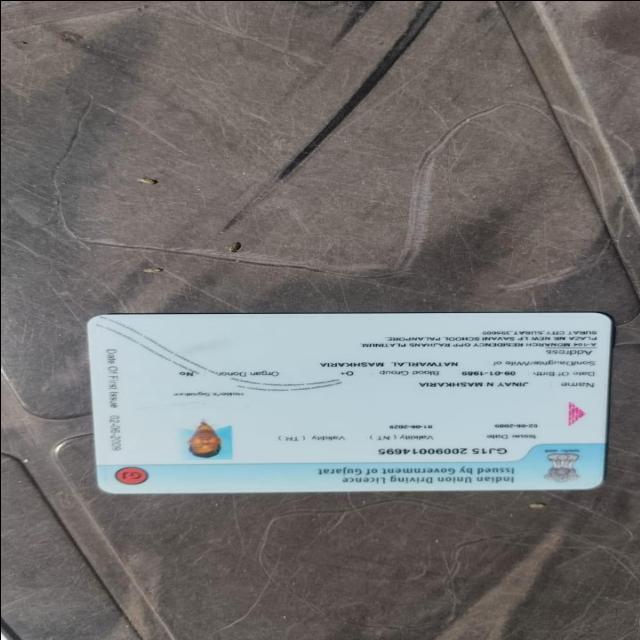 Indian Union Driving Licence
Issued by Government of Gujarat
GJ
GJ15 20090014695
Issue Date Validity (NT) Validity (TR)
02-06-2009 01-06-2029
Holder's Signature
Name : JINAY N MASHKARIA
Date Of Birth : 09-01-1989 Blood Group : O+ Organ Donor : No
Son/Daughter/Wife of : NATWARLAL MASHKARIA
Address
A-104 MONARCH RESIDENCY OPP RAJHANS PLATINUM
PLAZA NR NEW LP SAVANI SCHOOL PALANPORE
SURAT CITY,SURAT
Date Of First Issue 02-06-2009